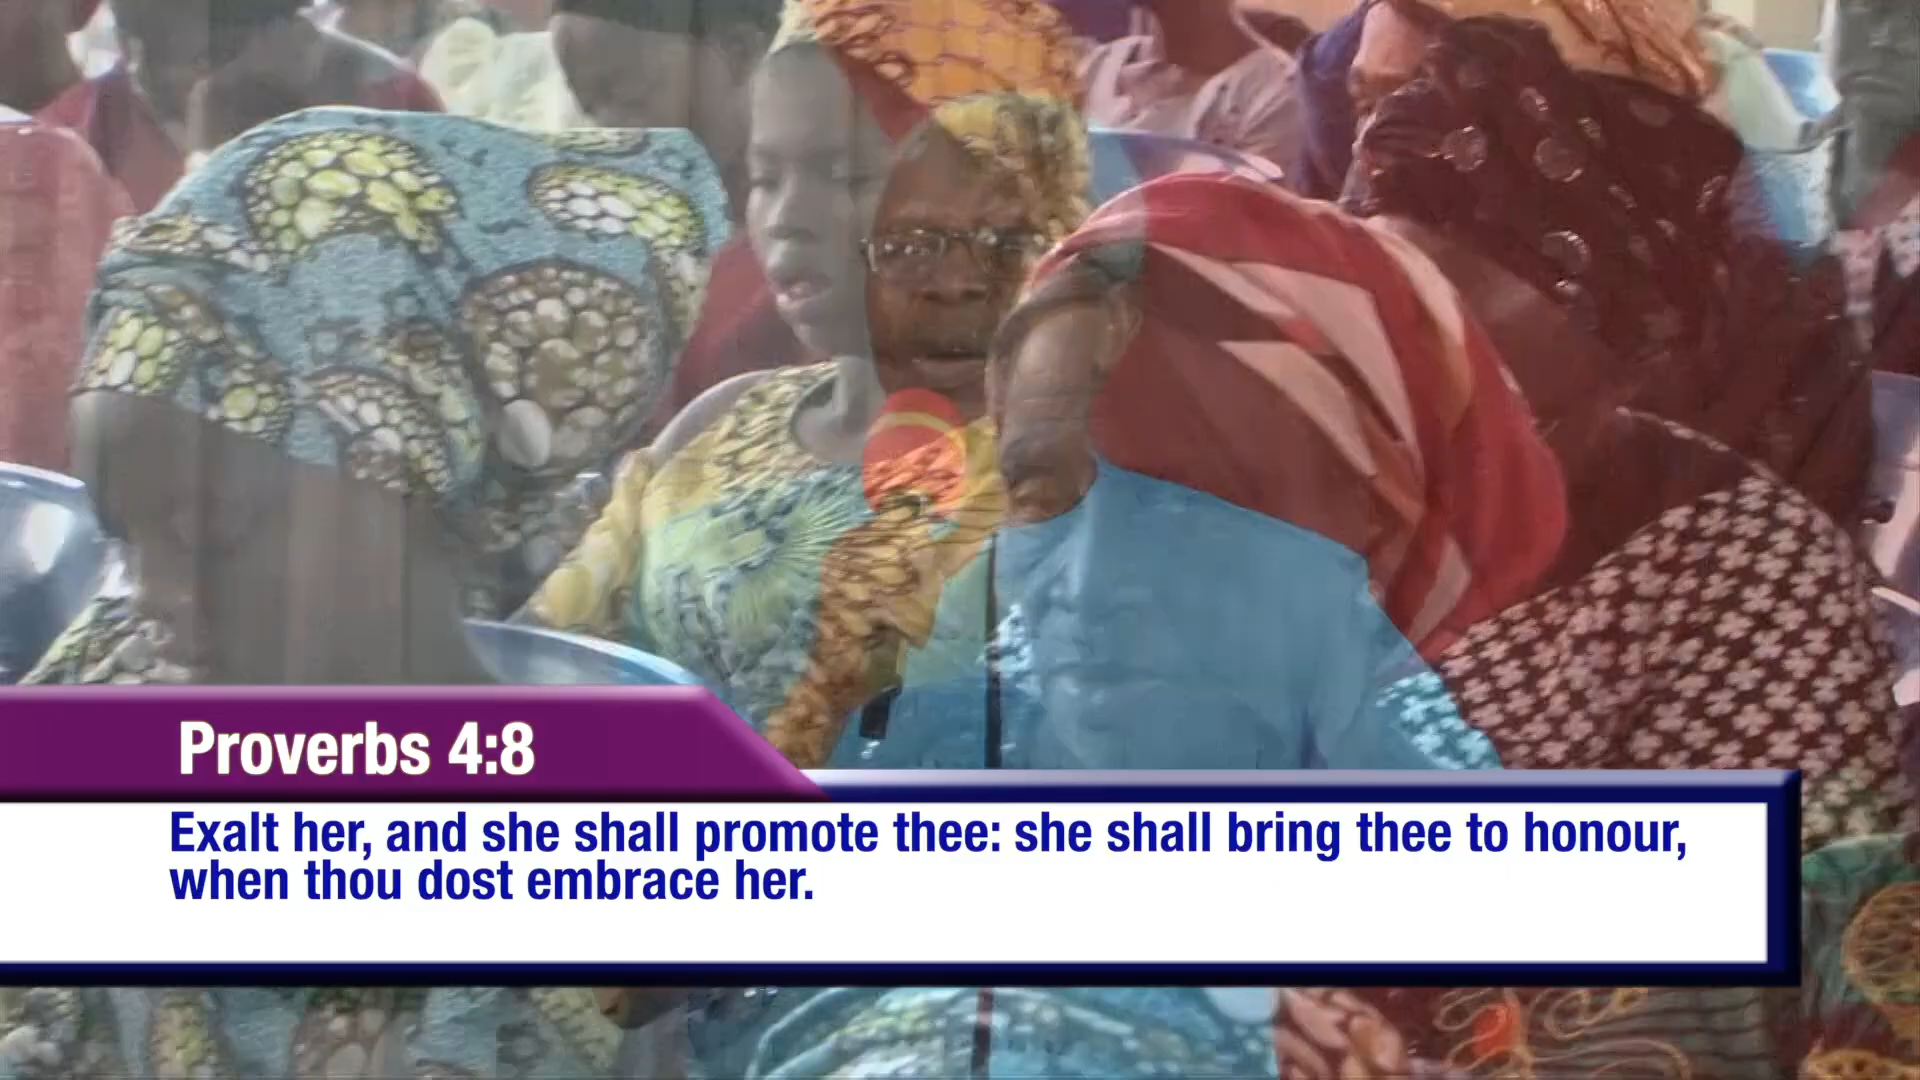 Proverbs 4:8
Exalt her, and she shall promote thee: she shall bring thee to honour,
when thou dost embrace her.